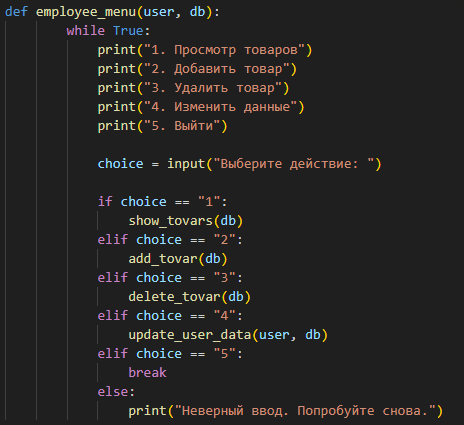 def employee_menu(user, db):
        while True:
            print("1. Просмотр товаров")
            print("2. Добавить товар")
            print("3. Удалить товар")
            print("4. Изменить данные")
            print("5. Выйти")

            choice = input("Выберите действие: ")

            if choice == "1":
                show_tovars(db)
            elif choice == "2":
                add_tovar(db)
            elif choice == "3":
                delete_tovar(db)
            elif choice == "4":
                update_user_data(user, db)
            elif choice == "5":
                break
            else:
                print("Неверный ввод. Попробуйте снова.")